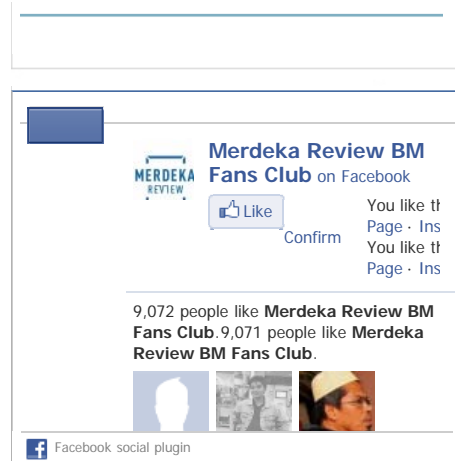 MERDEKA
REVIEW
Merdeka Review BM
Fans Club on Facebook
Like
Confirm
You like th
Page · Ins
You like th
Page · Ins
9,072 people like Merdeka Review BM
Fans Club.9,071 people like Merdeka
Review BM Fans Club.
Facebook social plugin